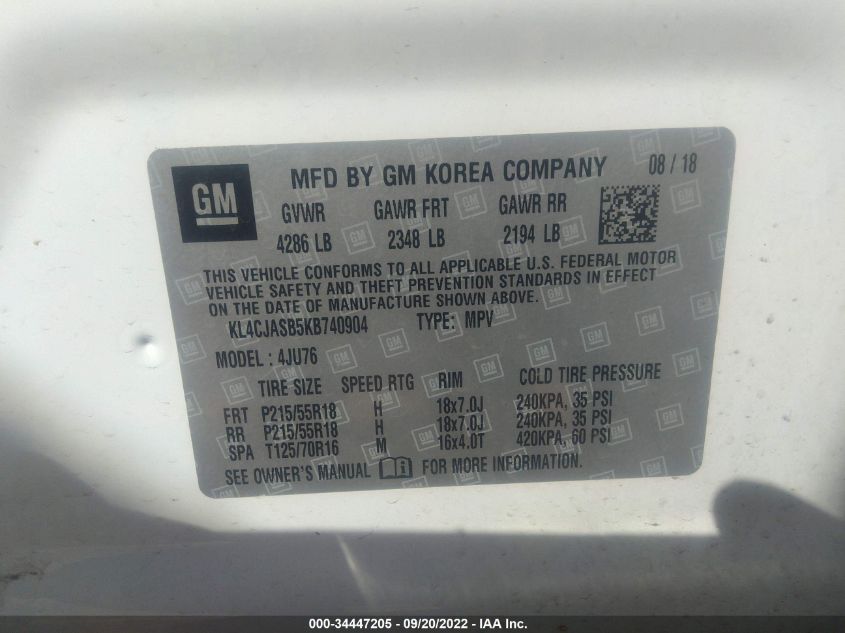 GM
MFD BY GM KOREA COMPANY 08 / 18
GVWR GAWR FRT GAWR RR
4286 LB 2348 LB 2194 LB
THIS VEHICLE CONFORMS TO ALL APPLICABLE U.S. FEDERAL MOTOR
VEHICLE SAFETY AND THEFT PREVENTION STANDARDS IN EFFECT
ON THE DATE OF MANUFACTURE SHOWN ABOVE.
KL4CJASB5KB740904 TYPE: MPV
MODEL : 4JU76
TIRE SIZE SPEED RTG RIM COLD TIRE PRESSURE
FRT P215/55R18 H 18x7.0J 240KPA, 35 PSI
RR P215/55R18 H 18x7.0J 240KPA, 35 PSI
SPA T125/70R16 M 16x4.0T 420KPA, 60 PSI
SEE OWNER'S MANUAL FOR MORE INFORMATION.
000-34447205 - 09/20/2022 - IAA Inc.